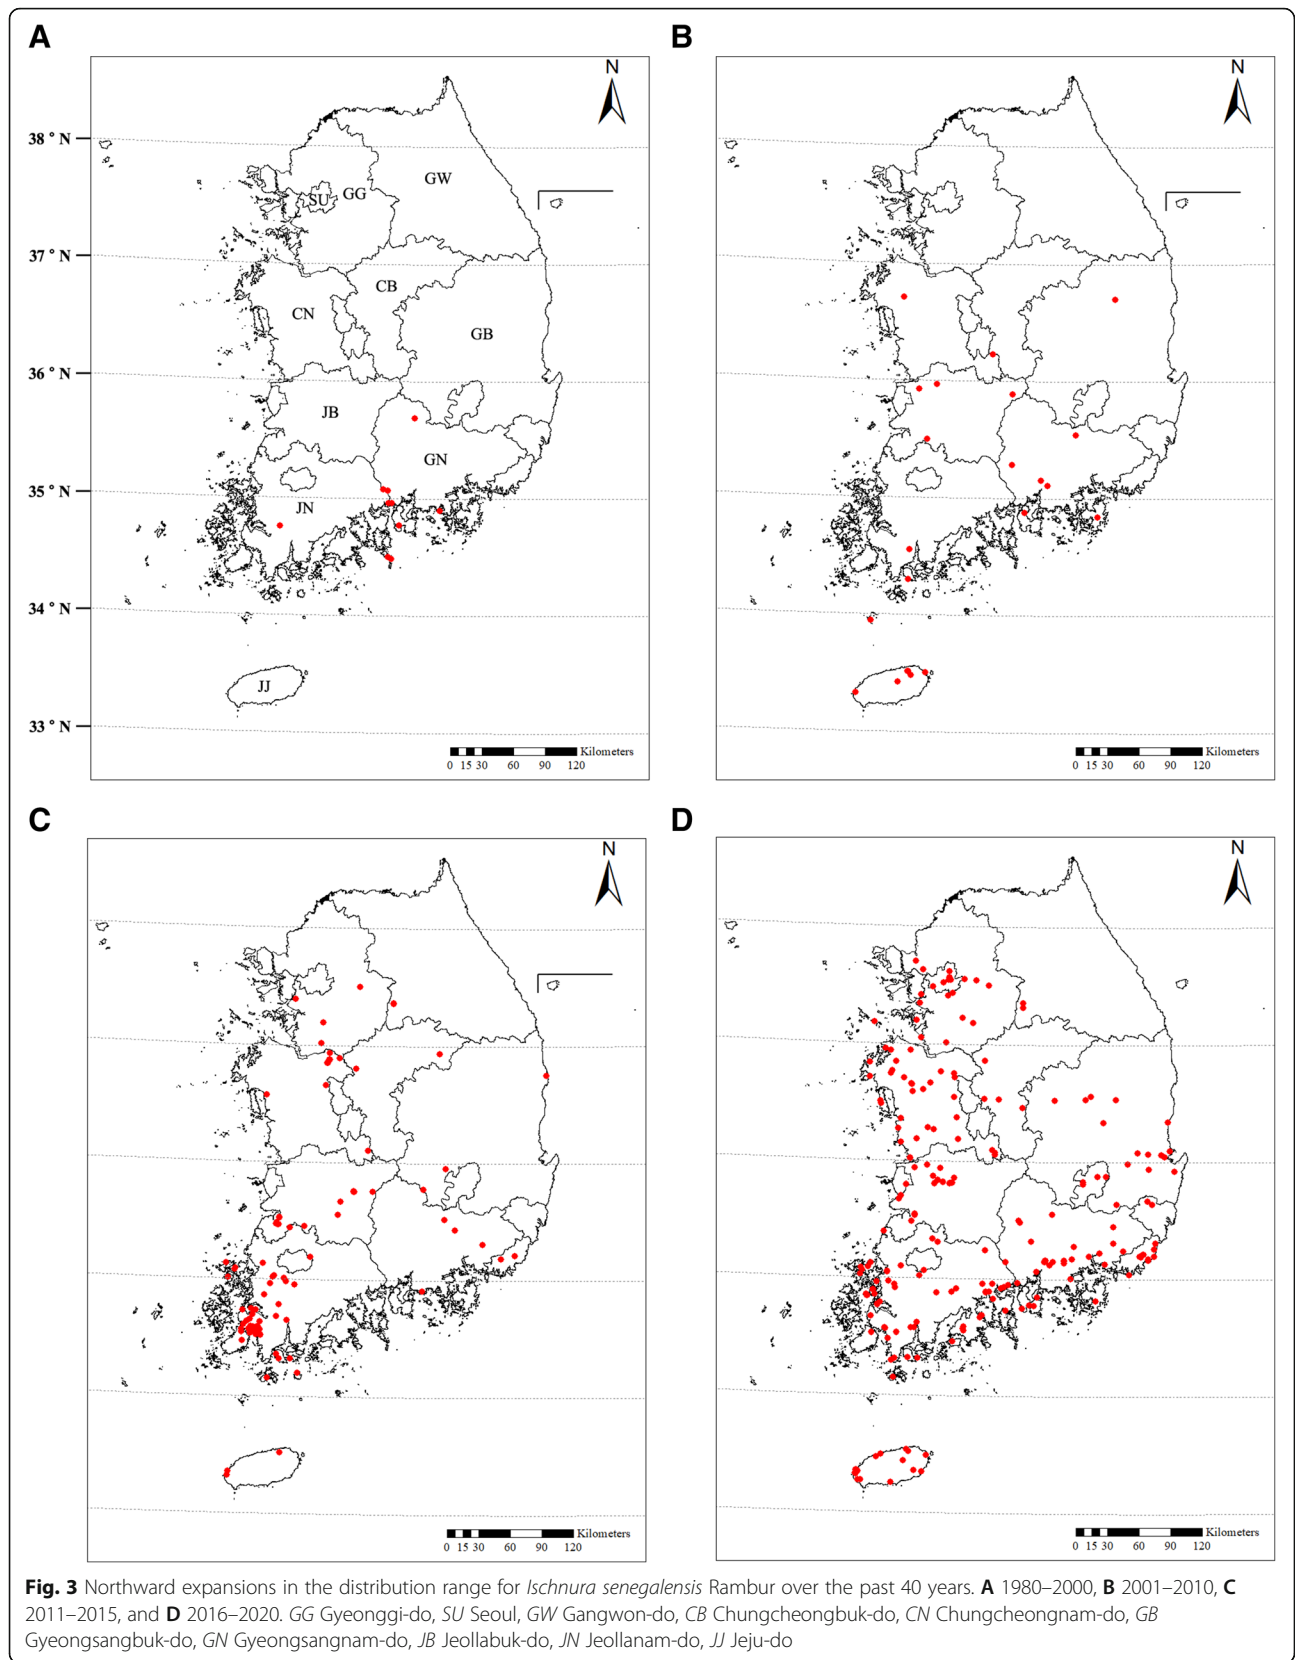 A
B
N
N
38 ° N
37 ° N
36 ° N
35 ° N
34 ° N
33 ° N
SU
GG
GW
CB
CN
GB
JB
GN
JN
JJ
Kilometers
0 15 30 60 90 120
Kilometers
0 15 30 60 90 120
C
D
N
N
Kilometers
0 15 30 60 90 120
Kilometers
0 15 30 60 90 120
Fig. 3 Northward expansions in the distribution range for Ischnura senegalensis Rambur over the past 40 years. A 1980–2000, B 2001–2010, C
2011–2015, and D 2016–2020. GG Gyeonggi-do, SU Seoul, GW Gangwon-do, CB Chungcheongbuk-do, CN Chungcheongnam-do, GB
Gyeongsangbuk-do, GN Gyeongsangnam-do, JB Jeollabuk-do, JN Jeollanam-do, JJ Jeju-do